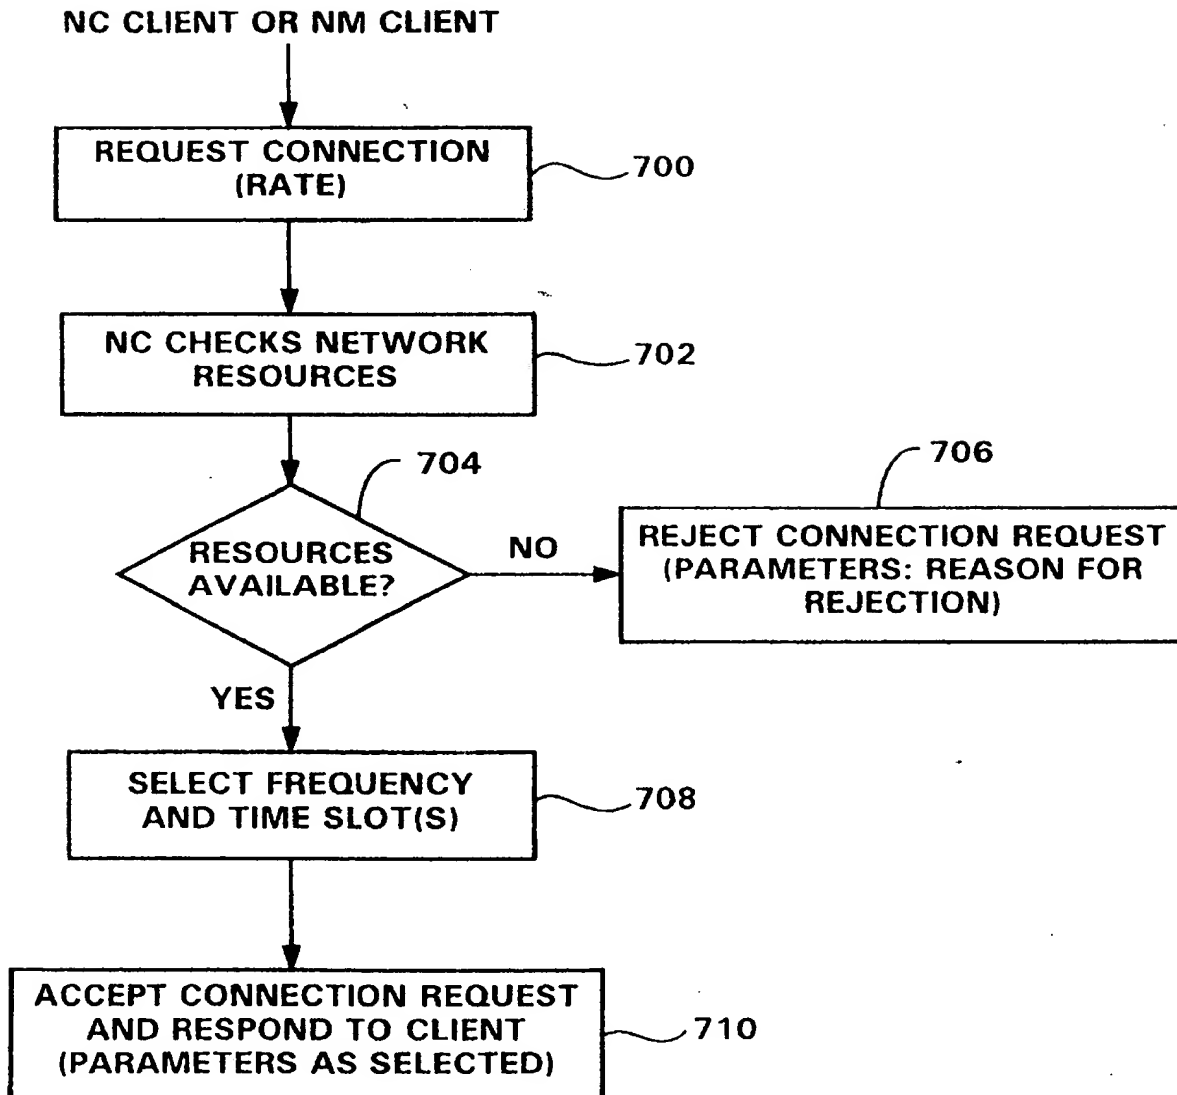 NC CLIENT OR NM CLIENT
REQUEST CONNECTION
(RATE)
700
NC CHECKS NETWORK
RESOURCES
702
704
RESOURCES
AVAILABLE?
NO
706
REJECT CONNECTION REQUEST
(PARAMETERS: REASON FOR
REJECTION)
YES
SELECT FREQUENCY
AND TIME SLOT(S)
708
ACCEPT CONNECTION REQUEST
AND RESPOND TO CLIENT
(PARAMETERS AS SELECTED)
710